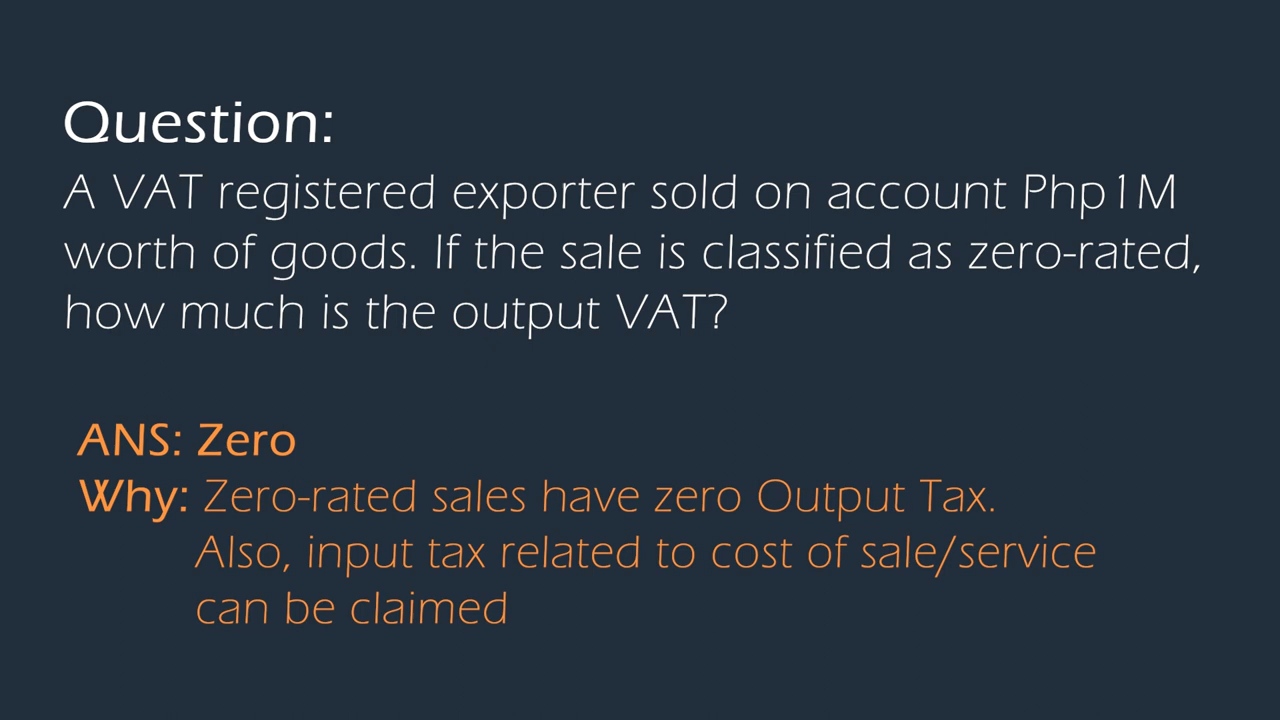 Question:
A VAT registered exporter sold on account Php1M
worth of goods. If the sale is classified as zero-rated,
how much is the output VAT?
ANS: Zero
Why: Zero-rated sales have zero Output Tax.
Also, input tax related to cost of sale/service
can be claimed